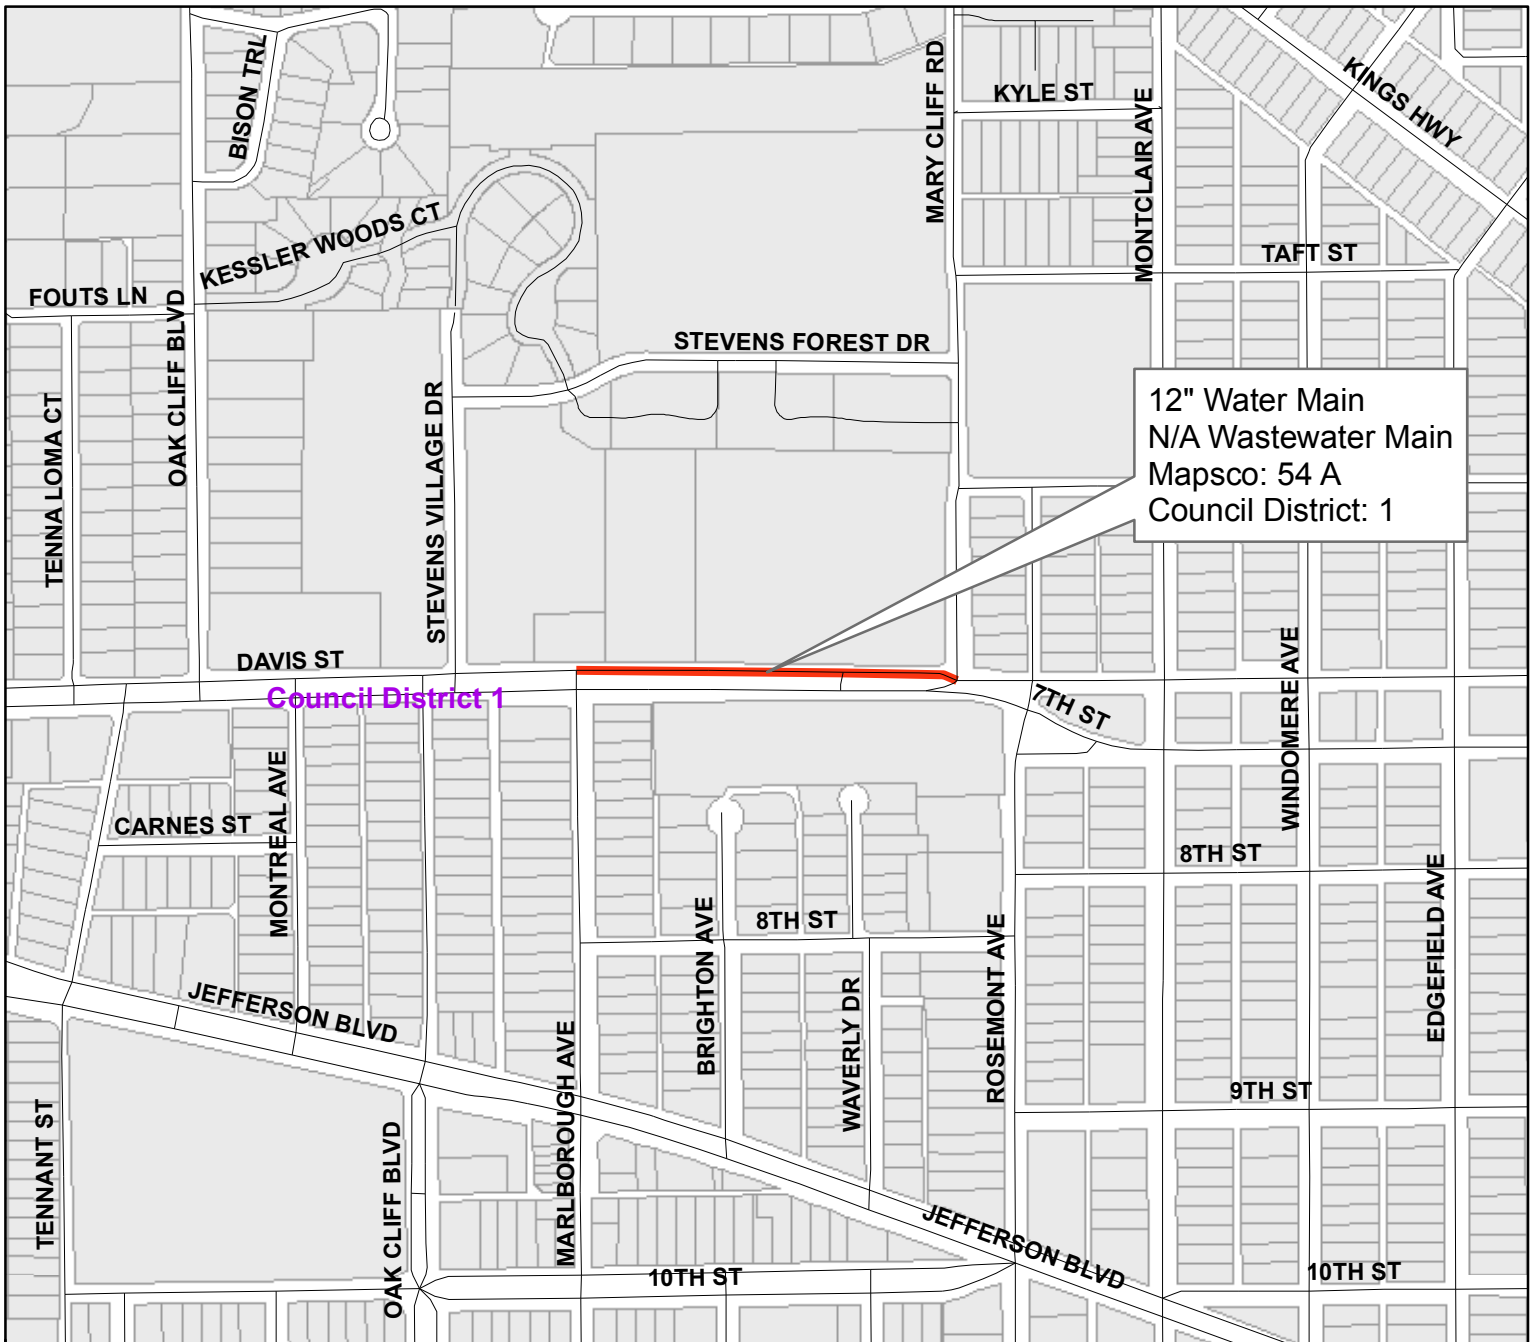 BISON TRL
MARY CLIFF RD
KYLE ST
MONTCLAIR AVE
KINGS HWY
KESSLER WOODS CT
TAFT ST
FOUTS LN
OAK CLIFF BLVD
STEVENS FOREST DR
TENNA LOMA CT
STEVENS VILLAGE DR
12" Water Main
N/A Wastewater Main
Mapsco: 54 A
Council District: 1
DAVIS ST
Council District 1
7TH ST
WINDOMERE AVE
MONTREAL AVE
CARNES ST
8TH ST
EDGEFIELD AVE
BRIGHTON AVE
8TH ST
ROSEMONT AVE
WAVERLY DR
JEFFERSON BLVD
MARLBOROUGH AVE
9TH ST
TENNANT ST
OAK CLIFF BLVD
JEFFERSON BLVD
10TH ST
10TH ST